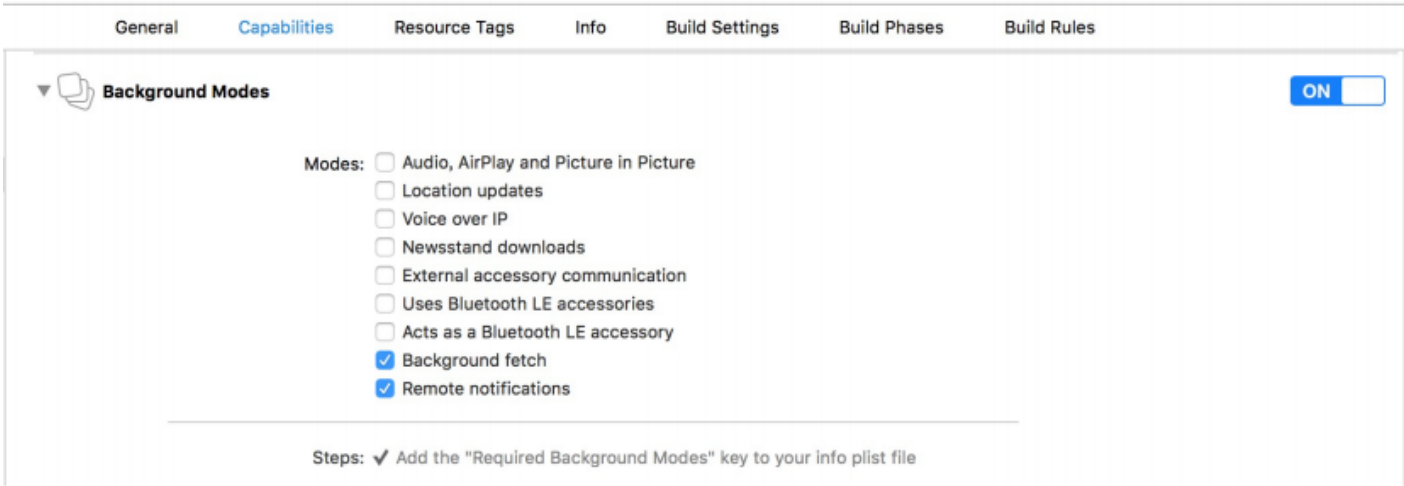 General Capabilities Resource Tags Info Build Settings Build Phases Build Rules
Background Modes ON
Modes: Audio, AirPlay and Picture in Picture
Location updates
Voice over IP
Newsstand downloads
External accessory communication
Uses Bluetooth LE accessories
Acts as a Bluetooth LE accessory
Background fetch
Remote notifications
Steps: ✓ Add the "Required Background Modes" key to your info plist file